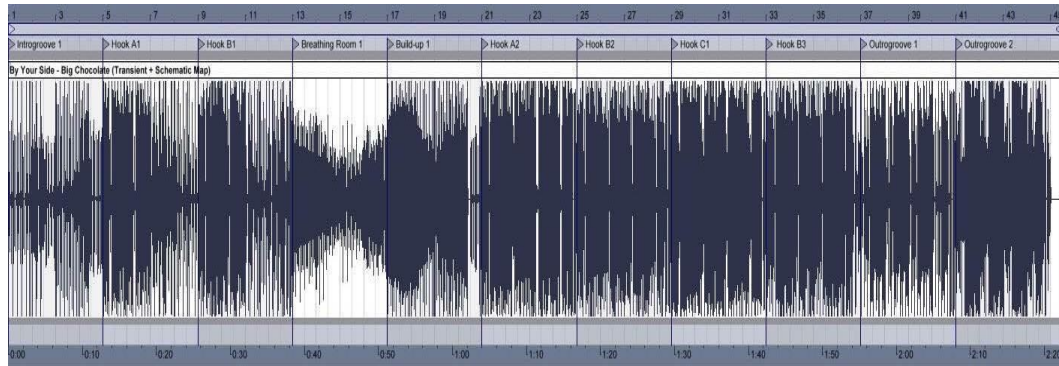 1 3 5 7 9 11 13 15 17 19 21 23 25 27 29 31 33 35 37 39 41 43
Introgroove 1 Hook A1 Hook B1 Breathing Room 1 Build-up 1 Hook A2 Hook B2 Hook C1 Hook B3 Outrogroove 1 Outrogroove 2
By Your Side - Big Chocolate (Transient + Schematic Map)
0:00 0:10 0:20 0:30 0:40 0:50 1:00 1:10 1:20 1:30 1:40 1:50 2:00 2:10 2:20